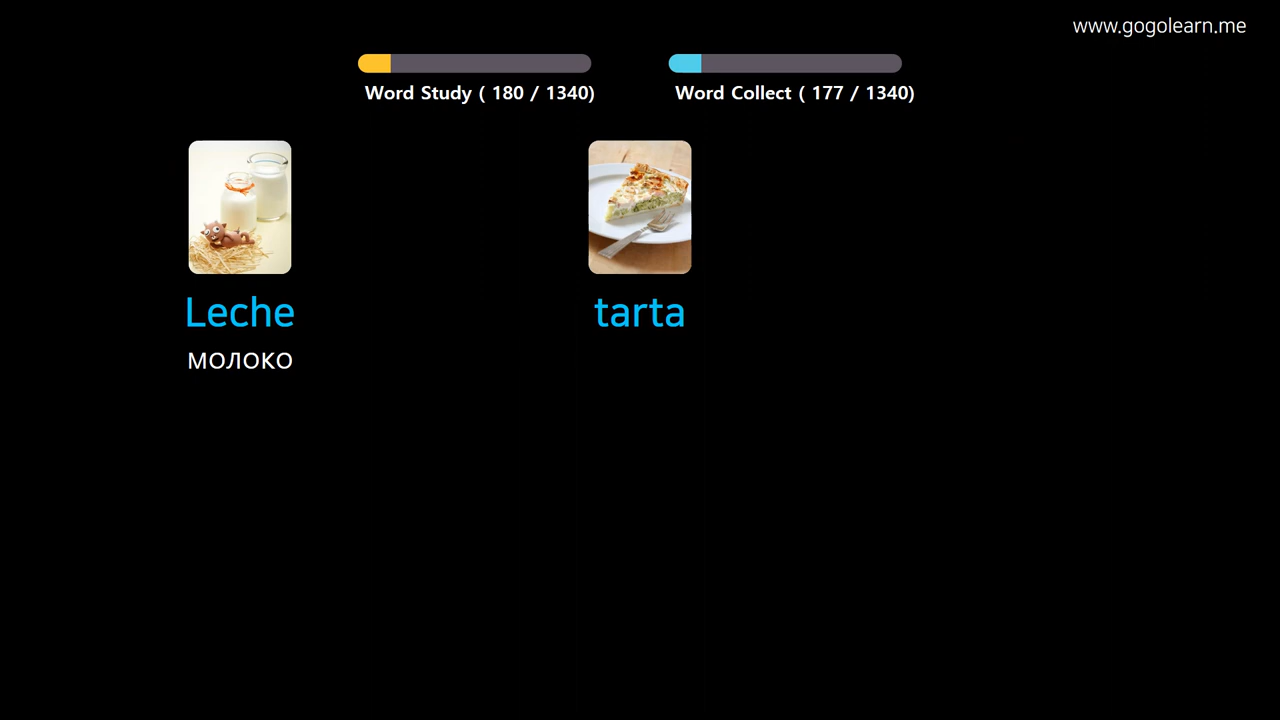 www.gogolearn.me
Word Study ( 180 / 1340)
Word Collect ( 177 / 1340)
Leche
tarta
МОЛОКО